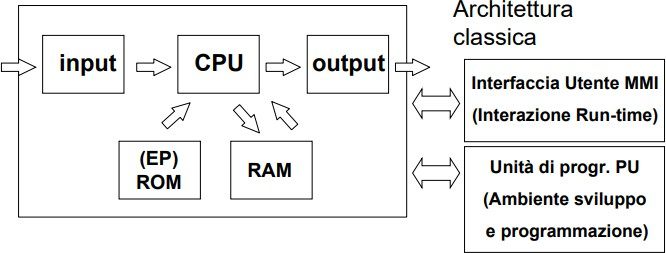 Architettura
classica
input
CPU
output
(EP)
ROM
RAM
Interfaccia Utente MMI
(Interazione Run-time)
Unità di progr. PU
(Ambiente sviluppo
e programmazione)